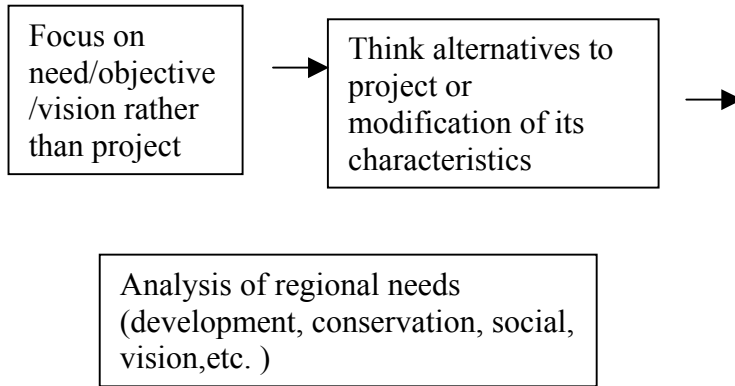 Focus on
need/objective
/vision rather
than project
Think alternatives to
project or
modification of its
characteristics
Analysis of regional needs
(development, conservation, social,
vision,etc. )